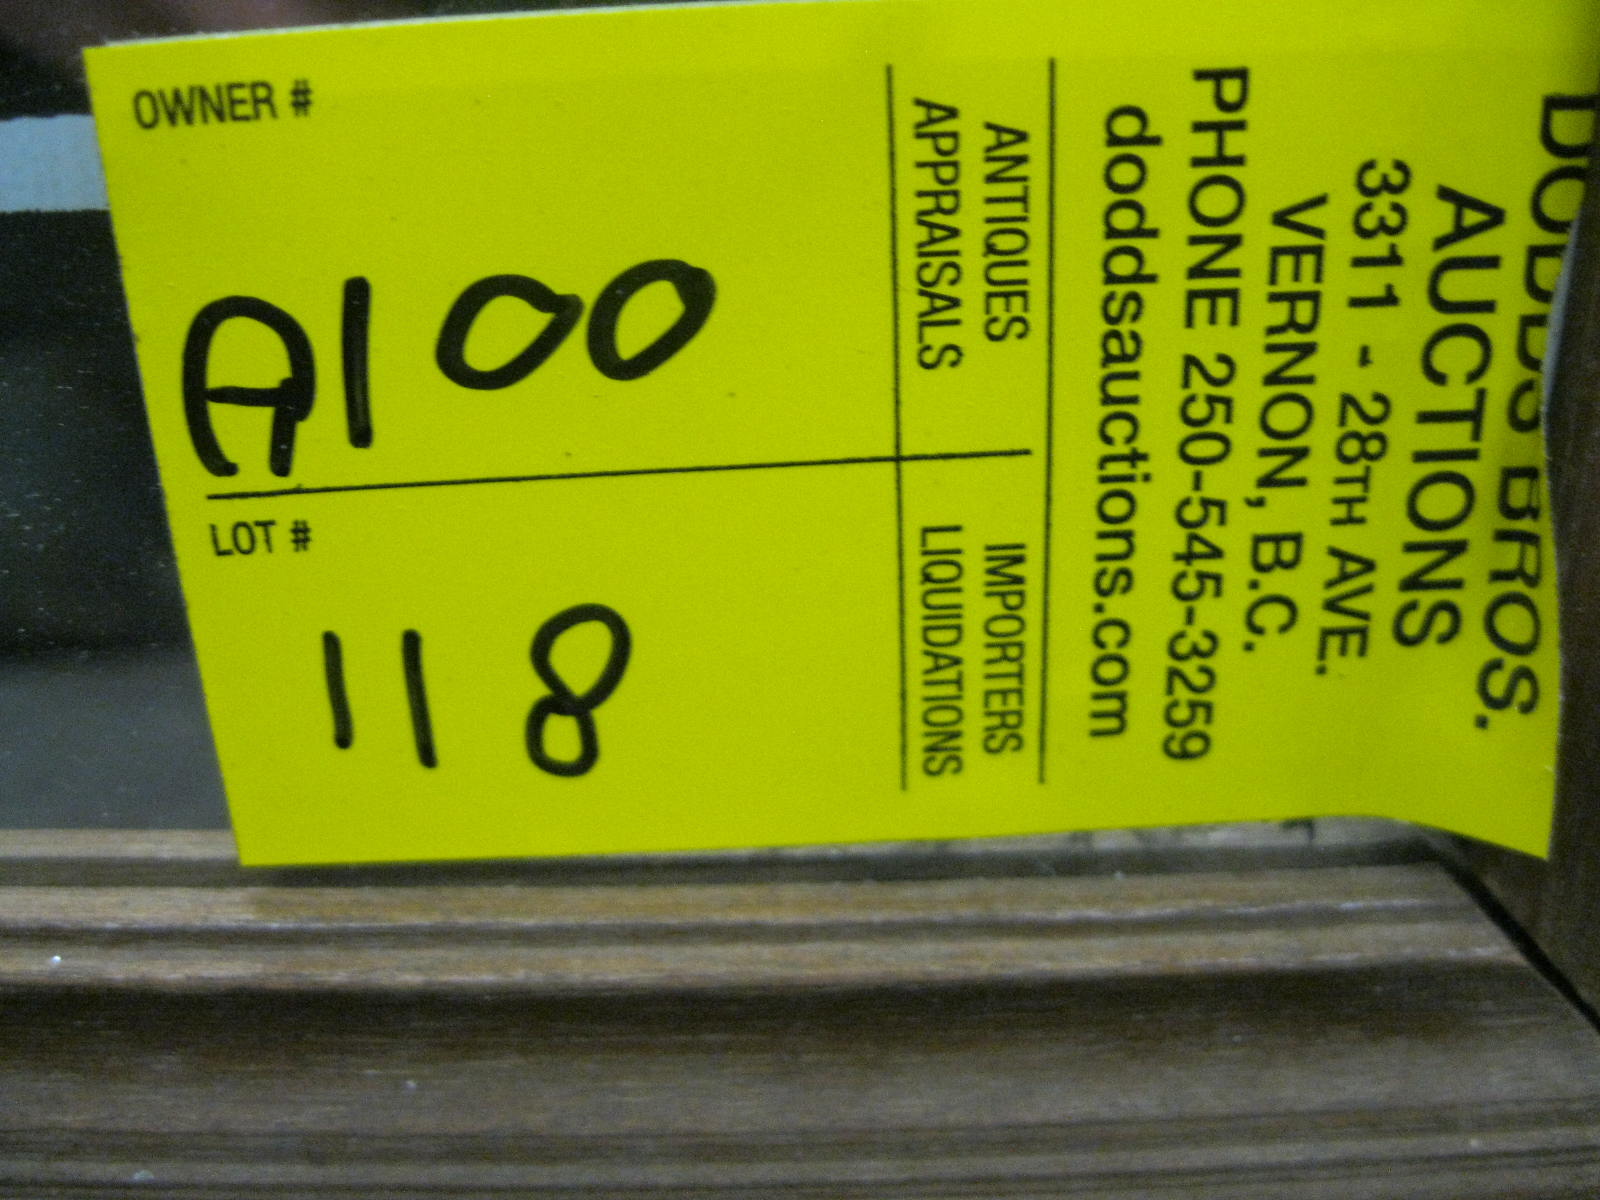 OWNER #
A100
LOT #
118
DODDS BROS.
AUCTIONS
3311 - 28TH AVE.
VERNON, B.C.
PHONE 250-545-3259
doddsauctions.com
ANTIQUES
APPRAISALS
IMPORTERS
LIQUIDATIONS